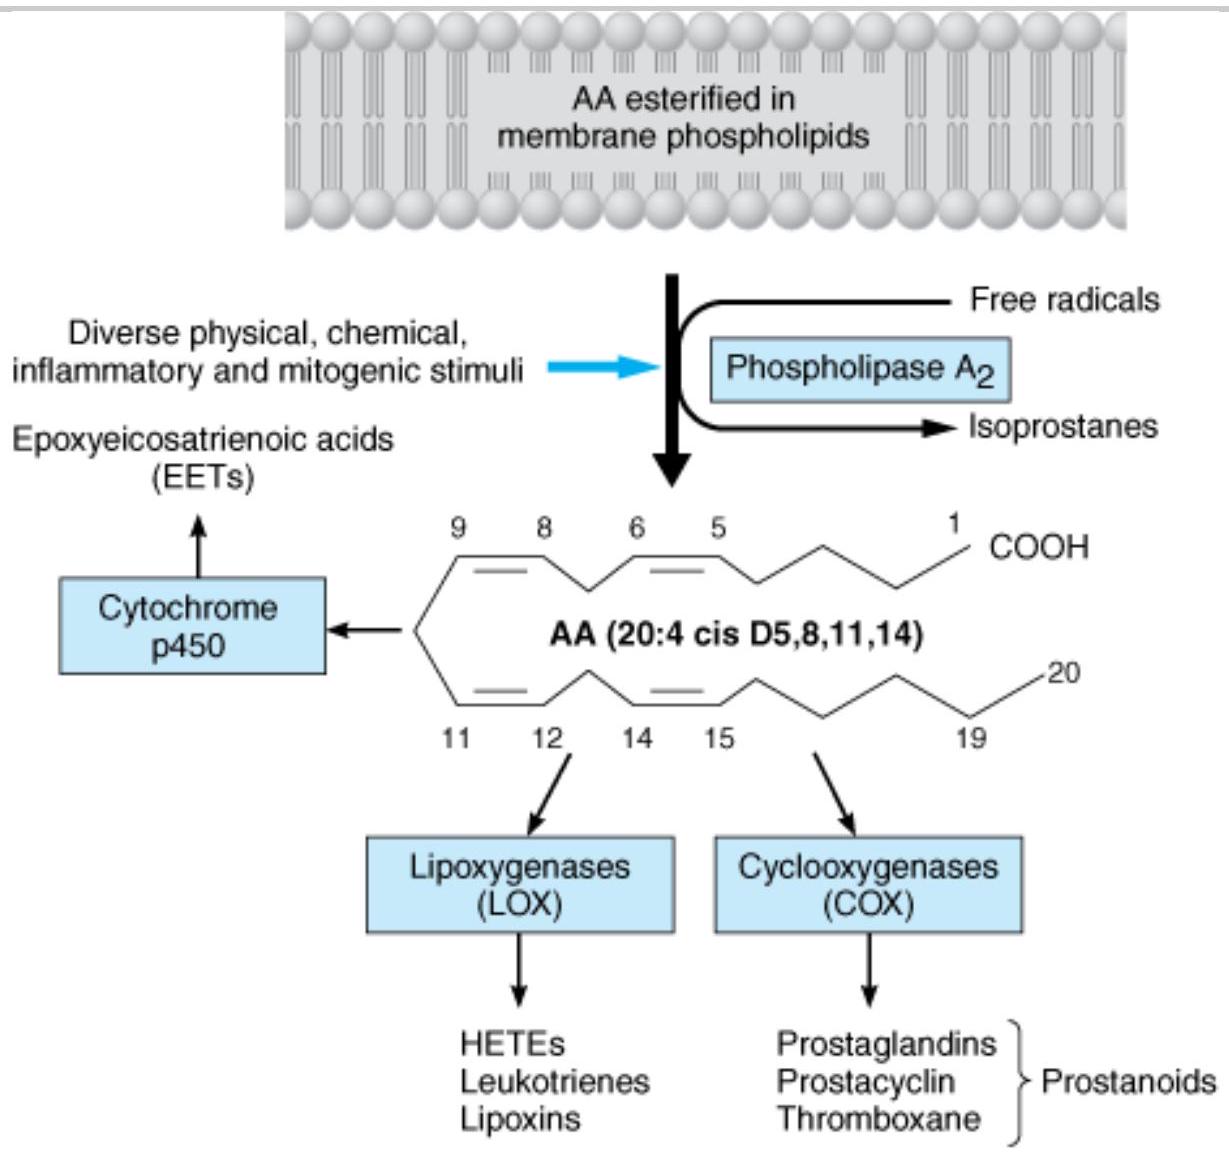 AA esterified in
membrane phospholipids
Free radicals
Diverse physical, chemical,
inflammatory and mitogenic stimuli
Phospholipase A2
Isoprostanes
Epoxyeicosatrienoic acids
(EETs)
9 8 6 5 1
COOH
Cytochrome
p450
AA (20:4 cis D5,8,11,14)
20
11 12 14 15 19
Lipoxygenases
(LOX)
Cyclooxygenases
(COX)
HETEs
Leukotrienes
Lipoxins
Prostaglandins
Prostacyclin
Thromboxane
Prostanoids